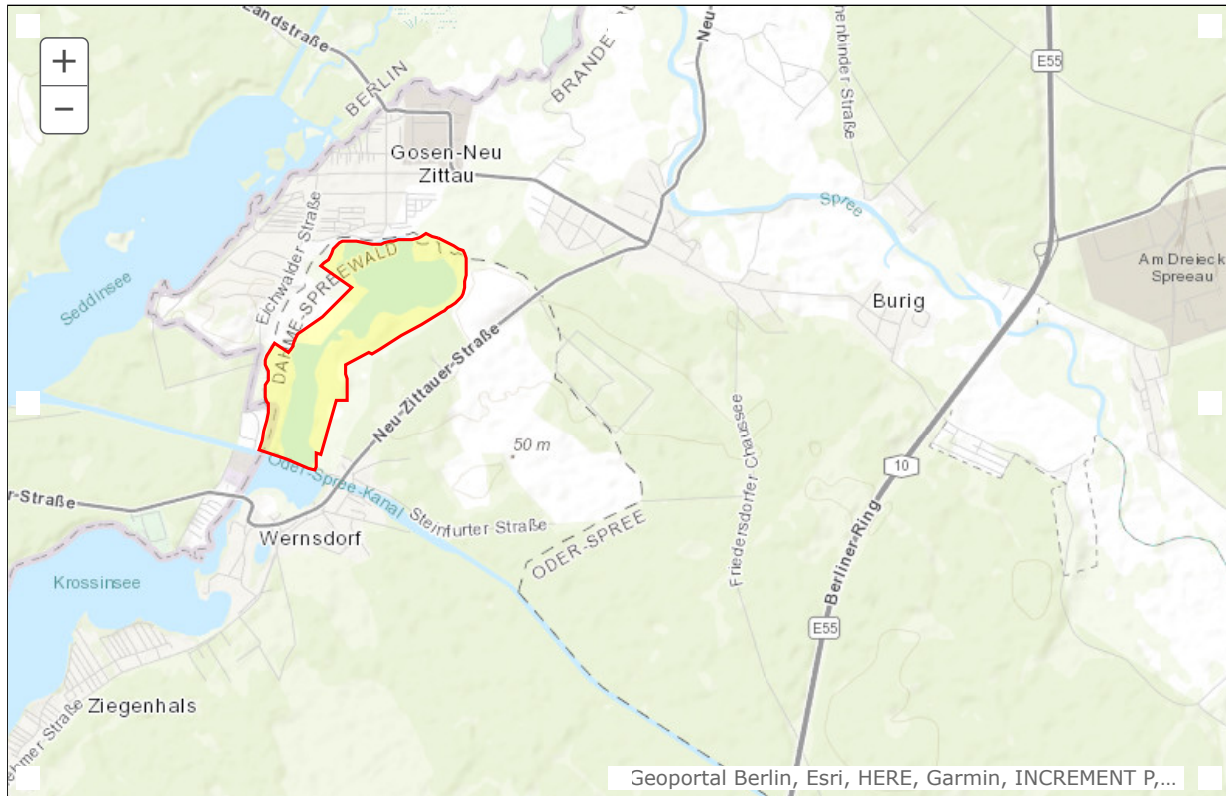 +
−
Landstraße
BERLIN
BRANDE
Neu-
E55
Gosen-Neu
Zittau
Spree
Eichwalder Straße
Seddinsee
DAHME-SPREEWALD
Am Dreieck
Spreeau
Burig
Neu-Zittauer-Straße
50 m
Friedersdorfer Chaussee
10
Oder-Spree-Kanal
r-Straße
Steinfurter Straße
Wernsdorf
ODER-SPREE
Berliner-Ring
Krossinsee
E55
Ziegenhals
ehmer Straße
Geoportal Berlin, Esri, HERE, Garmin, INCREMENT P,...